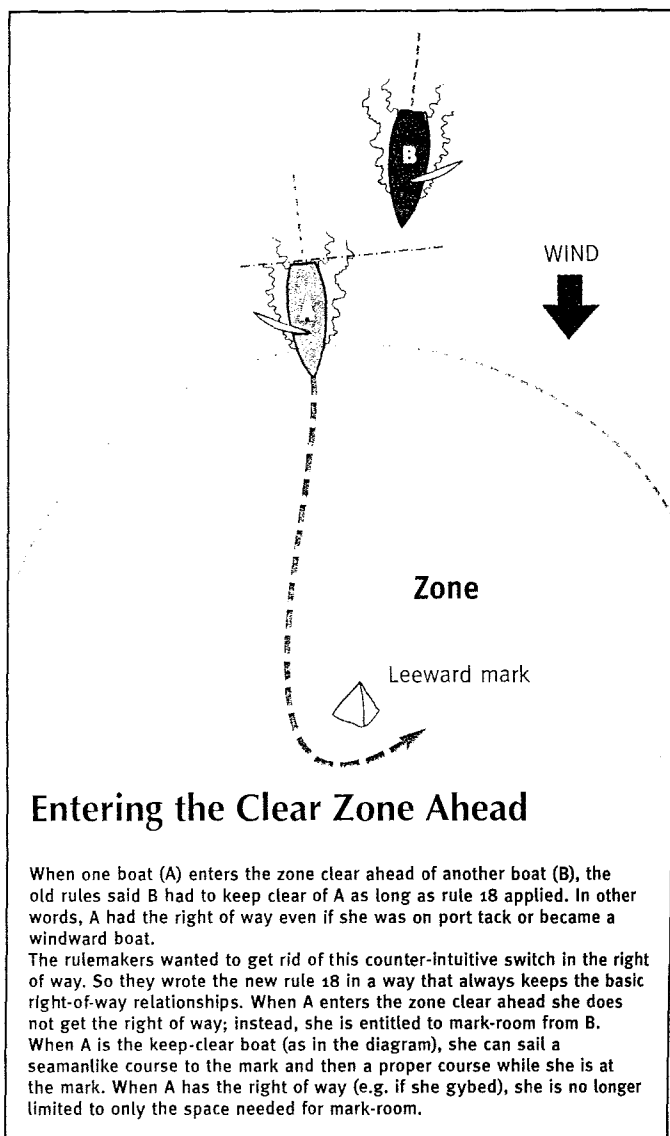 B
WIND
A
Zone
Leeward mark
Entering the Clear Zone Ahead
When one boat (A) enters the zone clear ahead of another boat (B), the
old rules said B had to keep clear of A as long as rule 18 applied. In other
words, A had the right of way even if she was on port tack or became a
windward boat.
The rulemakers wanted to get rid of this counter-intuitive switch in the right
of way. So they wrote the new rule 18 in a way that always keeps the basic
right-of-way relationships. When A enters the zone clear ahead she does
not get the right of way; instead, she is entitled to mark-room from B.
When A is the keep-clear boat (as in the diagram), she can sail a
seamanlike course to the mark and then a proper course while she is at
the mark. When A has the right of way (e.g. if she gybed), she is no longer
limited to only the space needed for mark-room.